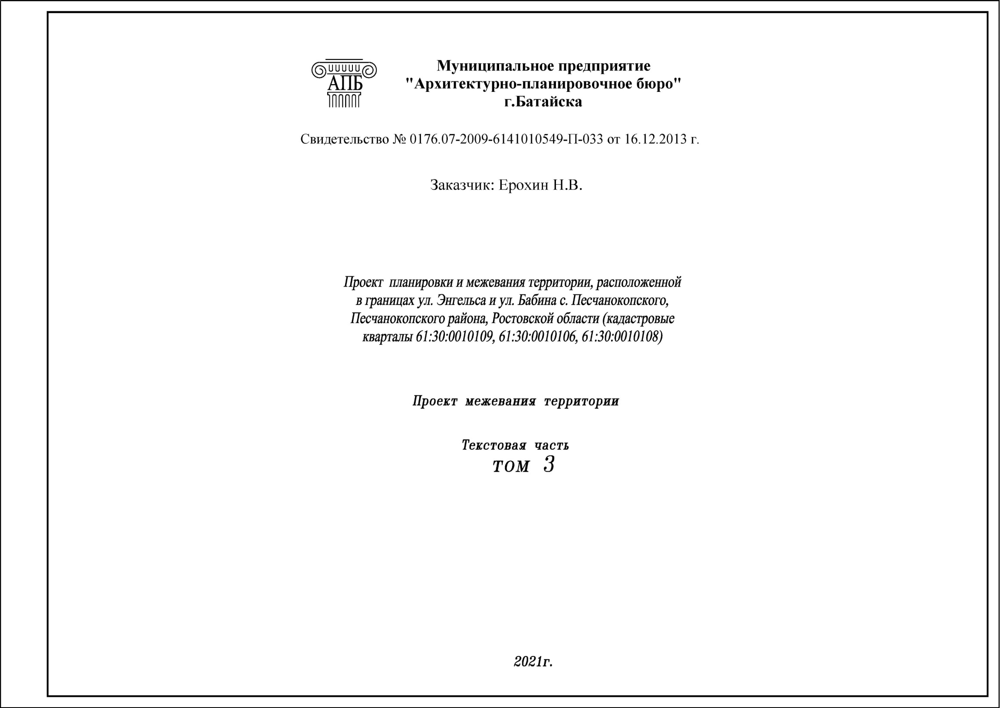 АПБ
Муниципальное предприятие
"Архитектурно-планировочное бюро"
г.Батайска
Свидетельство № 0176.07-2009-6141010549-П-033 от 16.12.2013 г.
Заказчик: Ерохин Н.В.
Проект планировки и межевания территории, расположенной
в границах ул. Энгельса и ул. Бабина с. Песчанокопского,
Песчанокопского района, Ростовской области (кадастровые
кварталы 61:30:0010109, 61:30:0010106, 61:30:0010108)
Проект межевания территории
Текстовая часть
ТОМ 3
2021г.